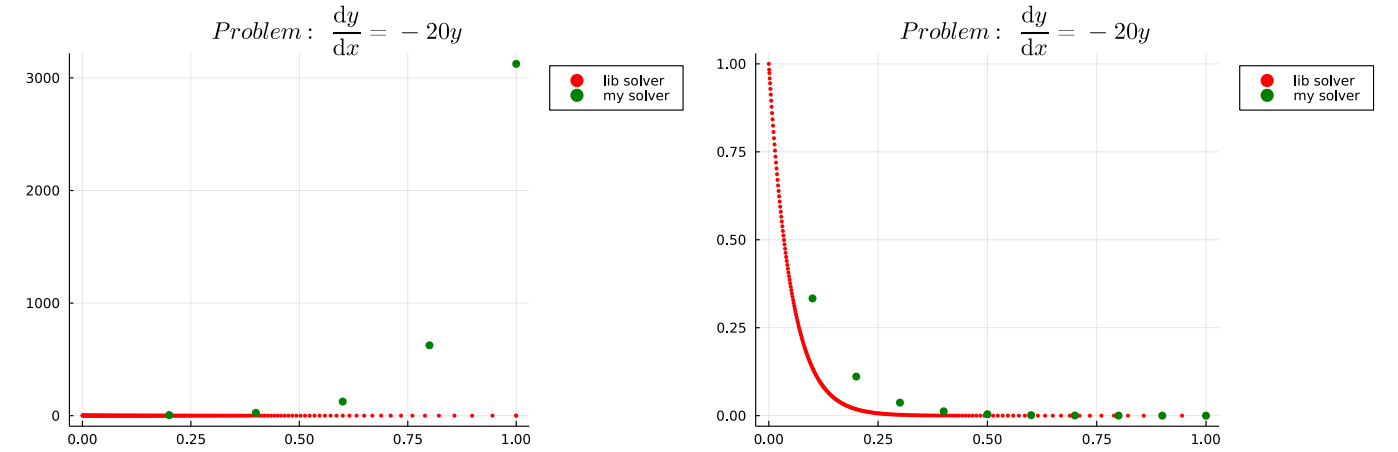 Problem: dy/dx = − 20y
3000
2000
1000
0
0.00 0.25 0.50 0.75 1.00
lib solver
my solver
Problem: dy/dx = − 20y
1.00
0.75
0.50
0.25
0.00
0.00 0.25 0.50 0.75 1.00
lib solver
my solver